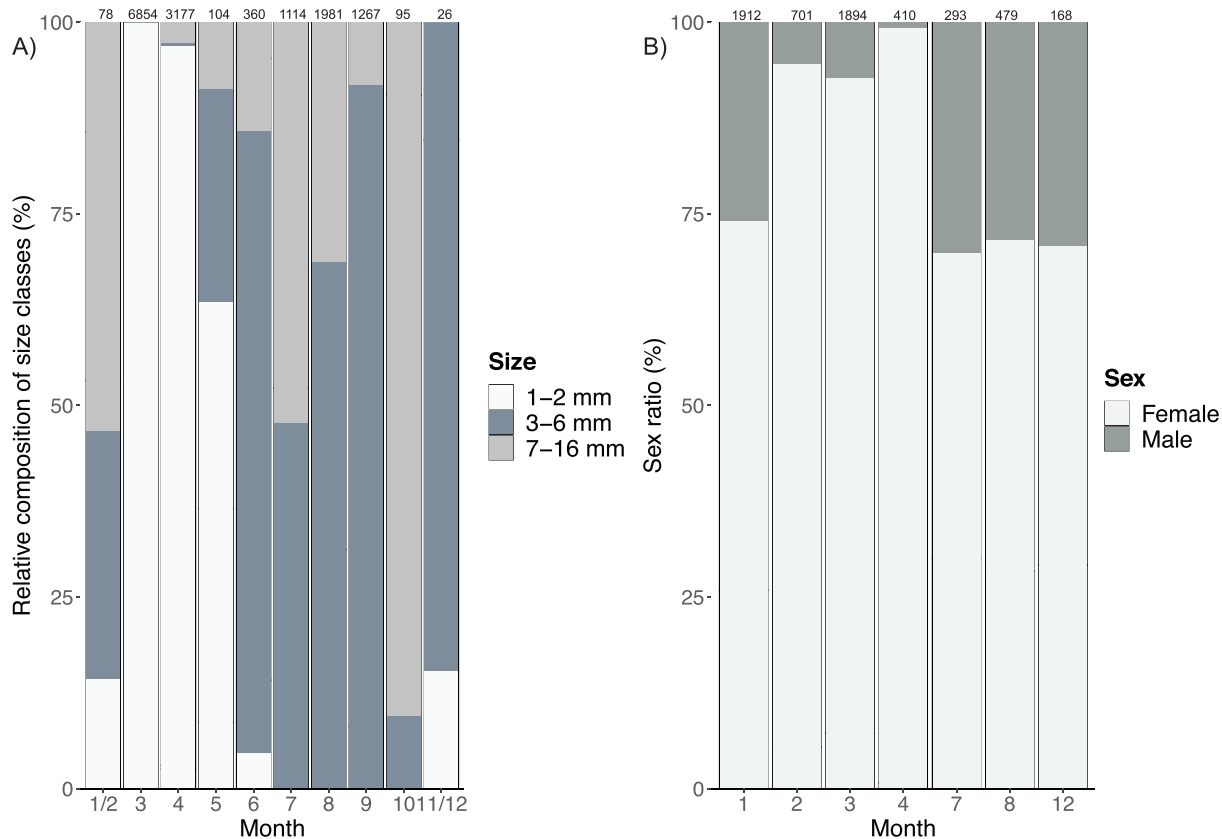 A)
78 6854 3177 104 360 1114 1981 1267 95 26
Relative composition of size classes (%)
100
75
50
25
0
1/2 3 4 5 6 7 8 9 10 11/12
Month
Size
1–2 mm
3–6 mm
7–16 mm
B)
1912 701 1894 410 293 479 168
Sex ratio (%)
100
75
50
25
0
1 2 3 4 7 8 12
Month
Sex
Female
Male